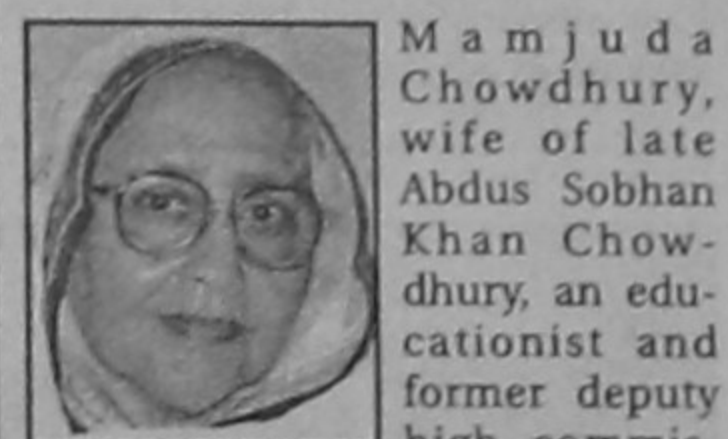 Mamjuda
Chowdhury,
wife of late
Abdus Sobhan
Khan Chow-
dhury, an edu-
cationist and
former deputy